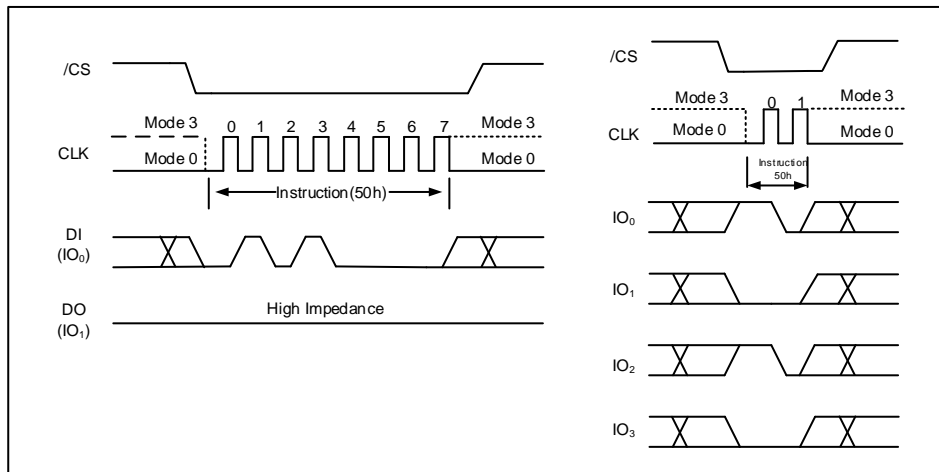 /CS
Mode 3
0 1 2 3 4 5 6 7
Mode 3
CLK
Mode 0
Mode 0
Instruction(50h)
DI
(IO₀)
DO
(IO₁)
High Impedance
/CS
Mode 3
0 1
Mode 3
CLK
Mode 0
Mode 0
Instruction
50h
IO₀
IO₁
IO₂
IO₃